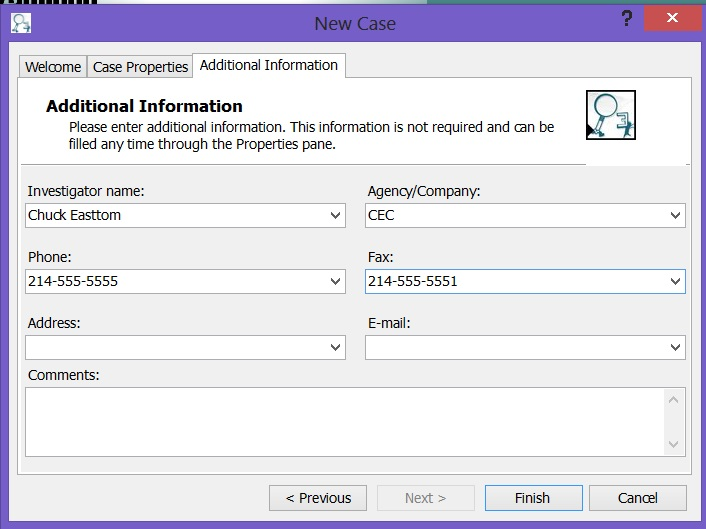 New Case
?
x
Welcome
Case Properties
Additional Information
Additional Information
Please enter additional information. This information is not required and can be
filled any time through the Properties pane.
Investigator name:
Agency/Company:
Chuck Easttom
CEC
Phone:
Fax:
214-555-5555
214-555-5551
Address:
E-mail:
Comments:
< Previous
Next >
Finish
Cancel